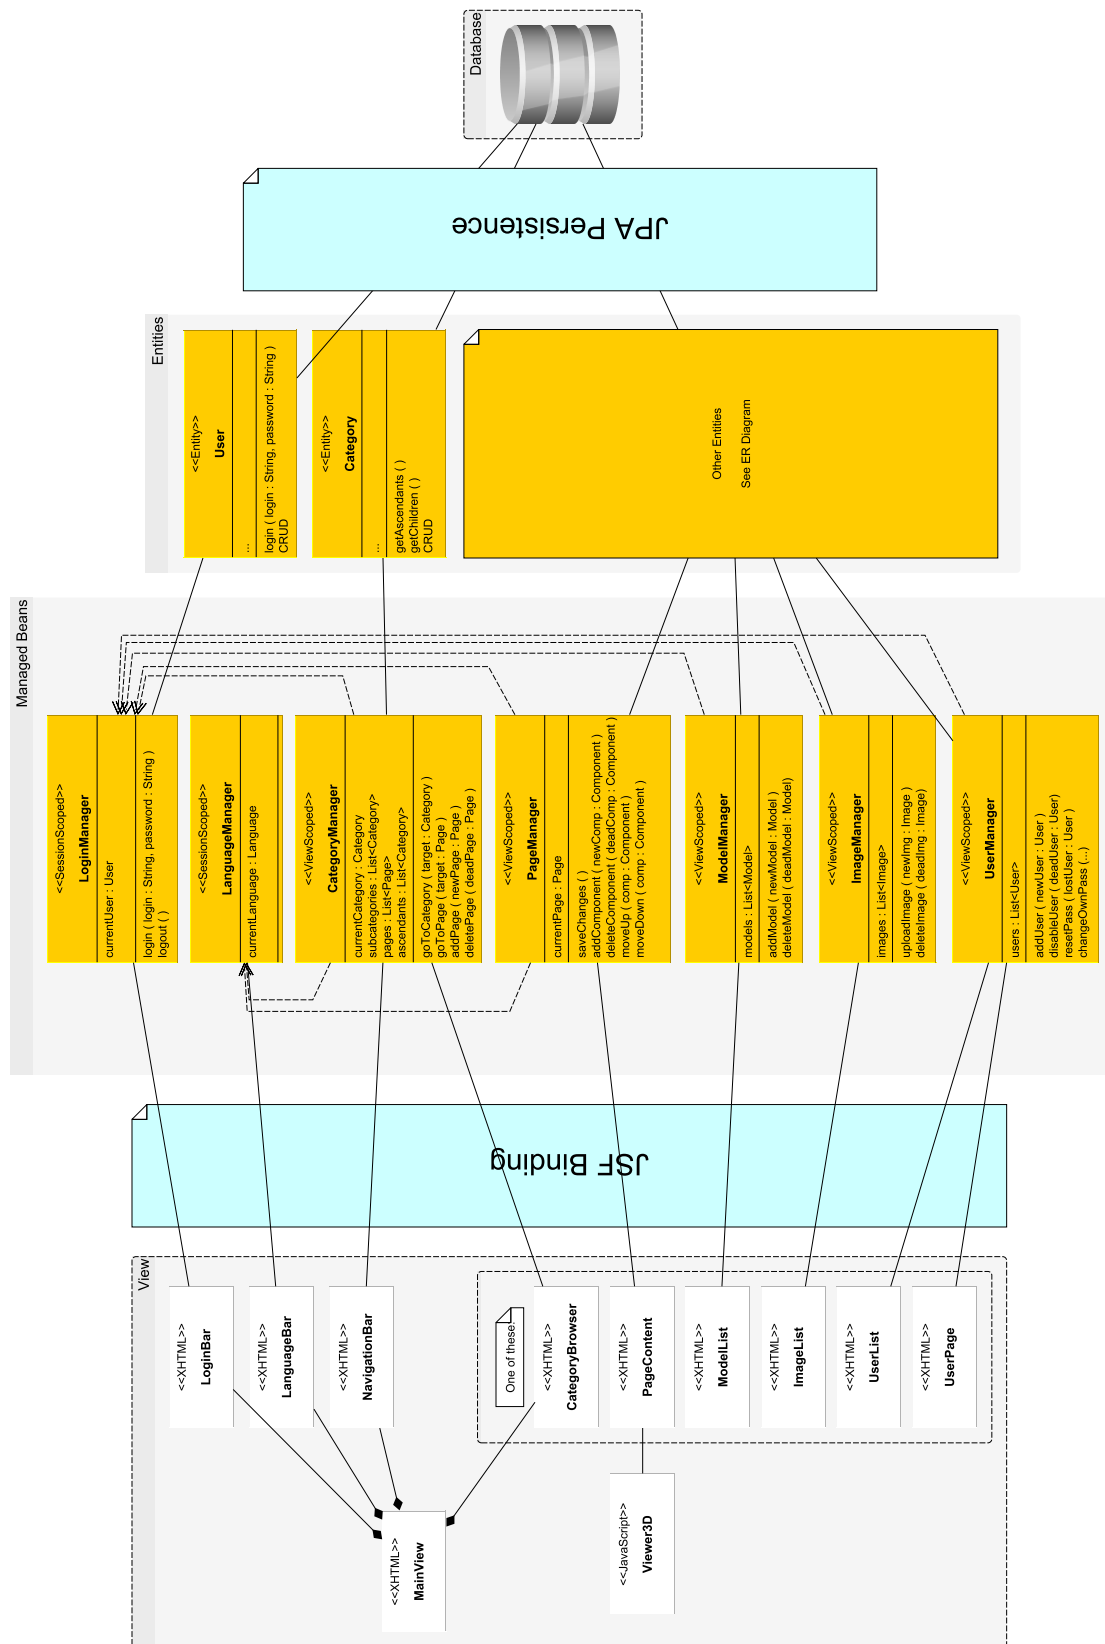 Database
JPA Persistence
Entities
<<Entity>>
User
...
login ( login : String, password : String )
CRUD
<<Entity>>
Category
...
getAscendants ( )
getChildren ( )
CRUD
Other Entities
See ER Diagram
Managed Beans
<<SessionScoped>>
LoginManager
currentUser : User
login ( login : String, password : String )
logout ( )
<<SessionScoped>>
LanguageManager
currentLanguage : Language
<<ViewScoped>>
CategoryManager
currentCategory : Category
subcategories : List<Category>
pages : List<Page>
ascendants : List<Category>
goToCategory ( target : Category )
goToPage ( target : Page )
addPage ( newPage : Page )
deletePage ( deadPage : Page )
<<ViewScoped>>
PageManager
currentPage : Page
saveChanges ( )
addComponent ( newComp : Component )
deleteComponent ( deadComp : Component )
moveUp ( comp : Component )
moveDown ( comp : Component )
<<ViewScoped>>
ModelManager
models : List<Model>
addModel ( newModel : Model )
deleteModel ( deadModel : Model)
<<ViewScoped>>
ImageManager
images : List<Image>
uploadImage ( newImg : Image )
deleteImage ( deadImg : Image)
<<ViewScoped>>
UserManager
users : List<User>
addUser ( newUser : User )
disableUser ( deadUser : User)
resetPass ( lostUser : User )
changeOwnPass (...)
JSF Binding
View
<<XHTML>>
LoginBar
<<XHTML>>
LanguageBar
<<XHTML>>
NavigationBar
One of these:
<<XHTML>>
CategoryBrowser
<<XHTML>>
PageContent
<<XHTML>>
ModelList
<<XHTML>>
ImageList
<<XHTML>>
UserList
<<XHTML>>
UserPage
<<XHTML>>
MainView
<<JavaScript>>
Viewer3D